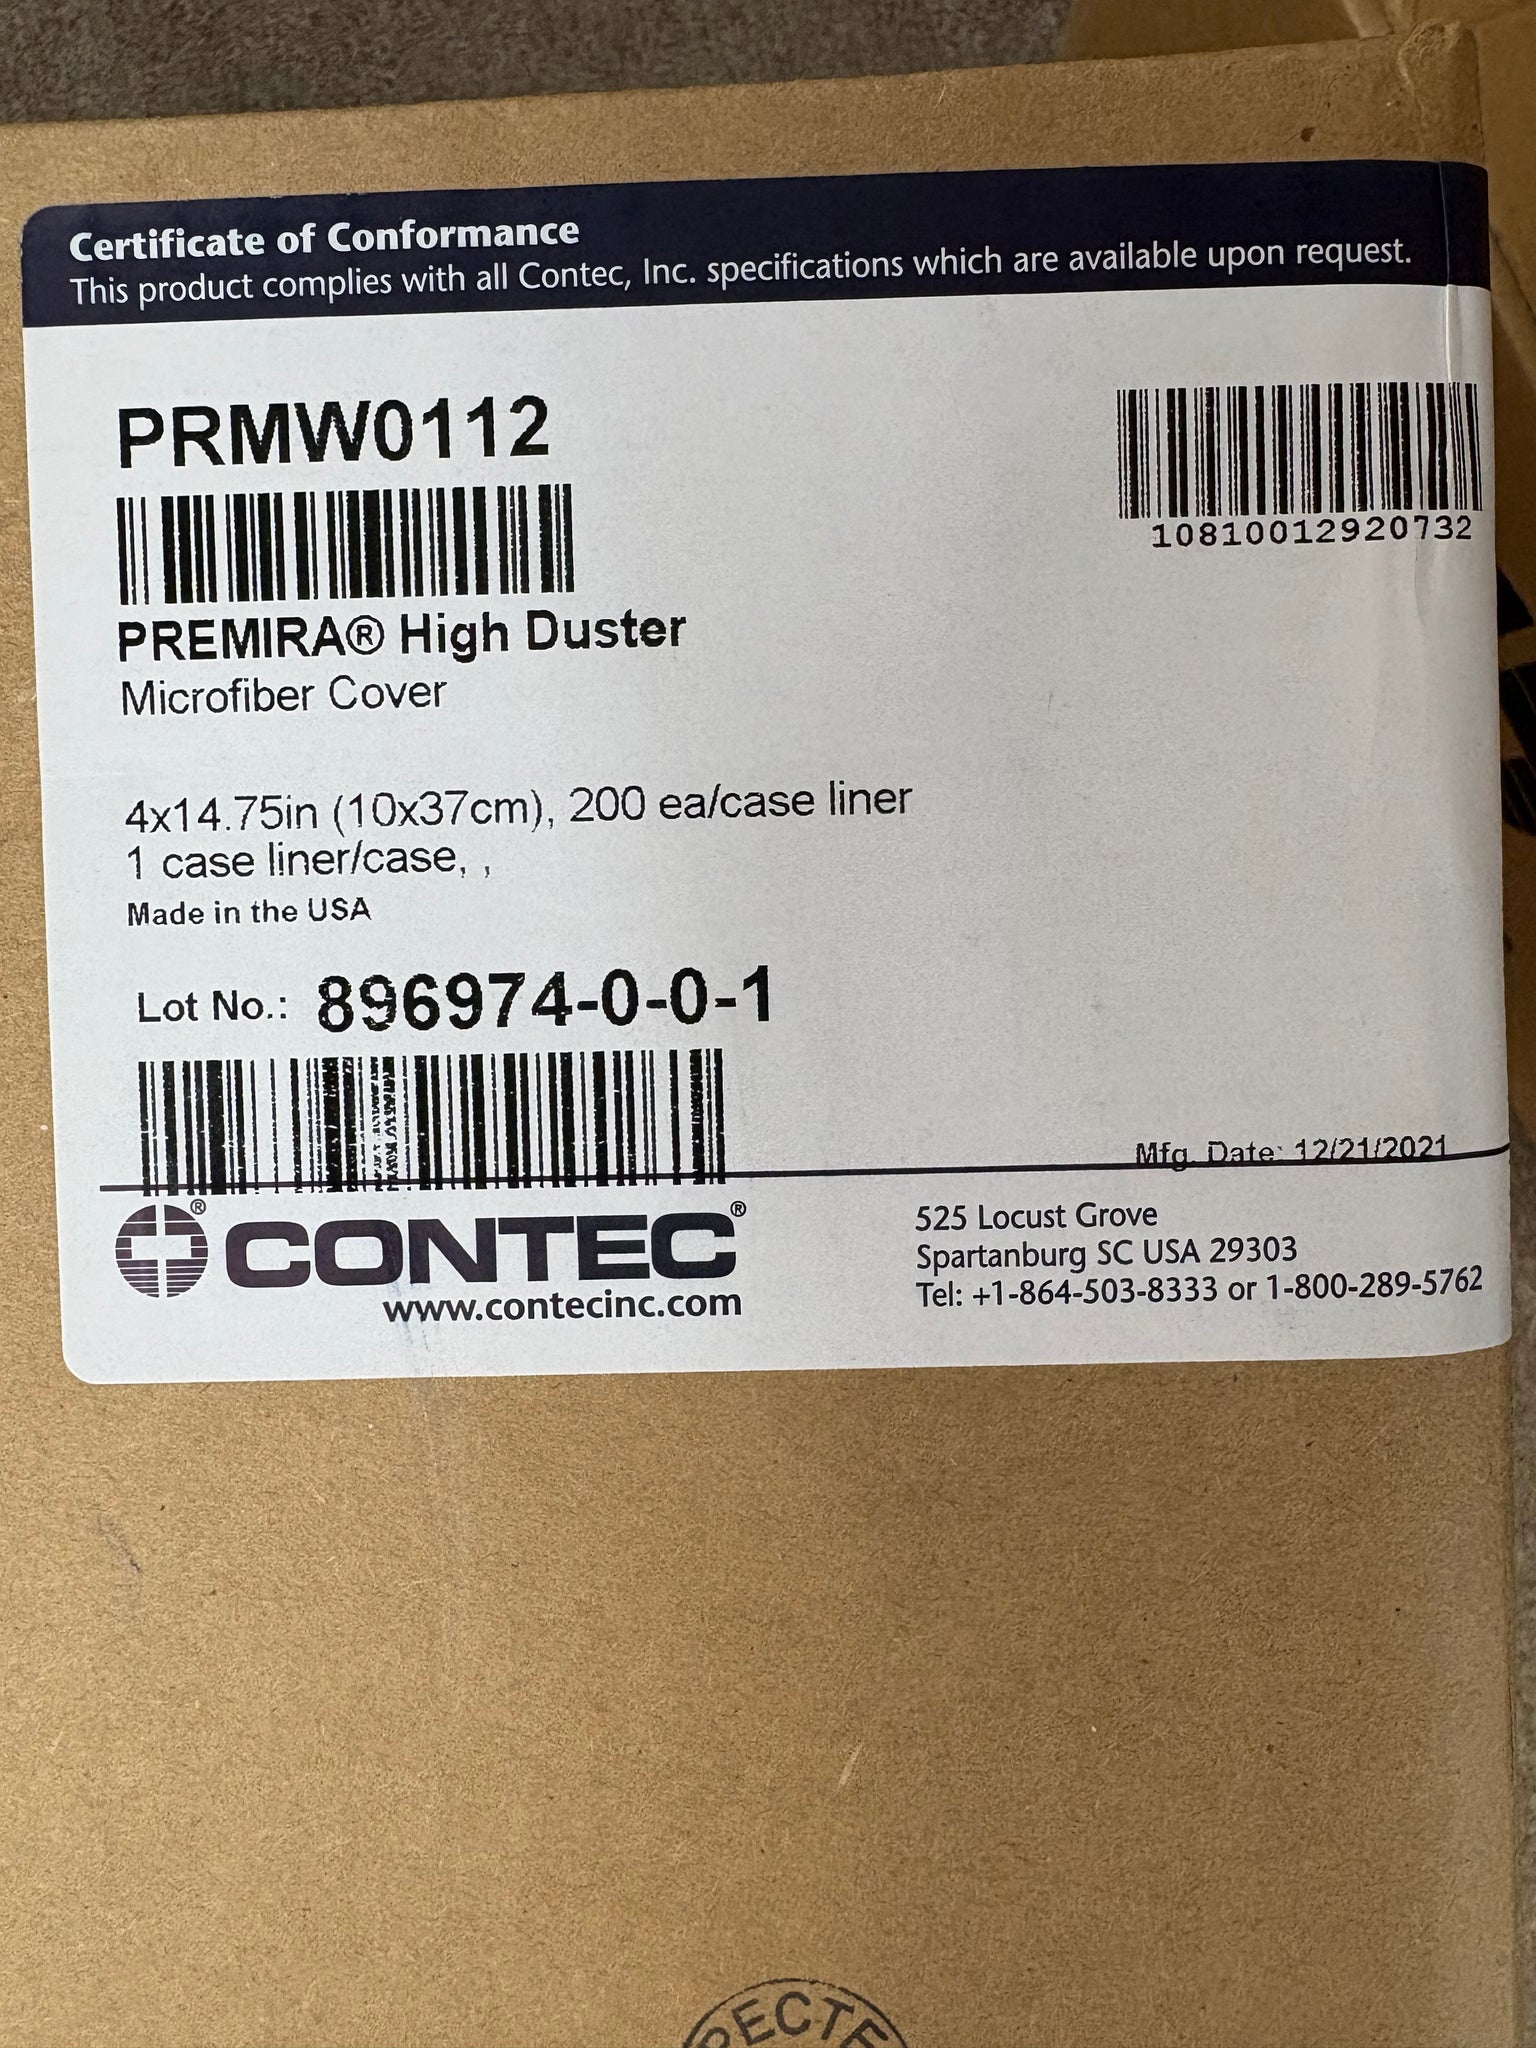 Certificate of Conformance
This product complies with all Contec, Inc. specifications which are available upon request.
PRMW0112
10810012920732
PREMIRA® High Duster
Microfiber Cover
4x14.75in (10x37cm), 200 ea/case liner
1 case liner/case, ,
Made in the USA
Lot No.: 896974-0-0-1
Mfg. Date: 12/21/2021
CONTEC®
www.contecinc.com
525 Locust Grove
Spartanburg SC USA 29303
Tel: +1-864-503-8333 or 1-800-289-5762